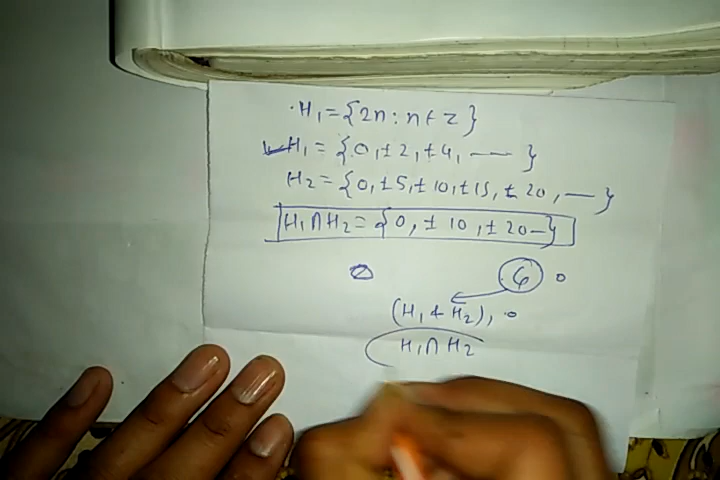 .H₁ = {2n : n ∈ z}
H₁ = {0, ±2, ±4, — }
H₂ = {0, ±5, ±10, ±15, ± 20, — }
H₁∩H₂ = {0, ± 10, ± 20 —}
G o
(H₁ & H₂), o
H₁∩H₂